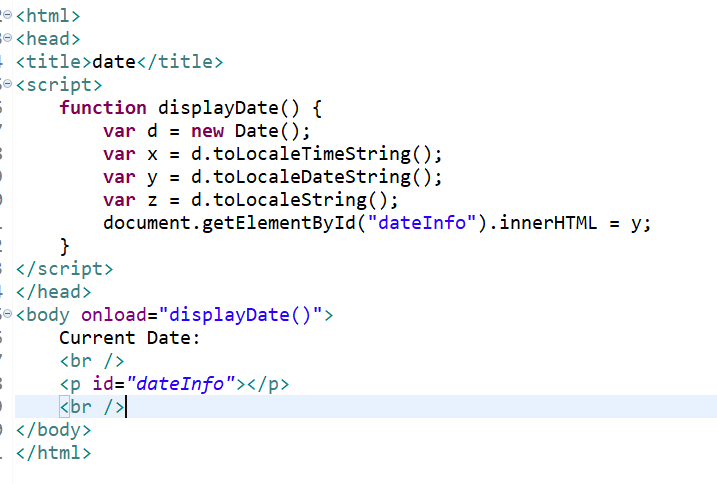 <html>
<head>
<title>date</title>
<script>
    function displayDate() {
        var d = new Date();
        var x = d.toLocaleTimeString();
        var y = d.toLocaleDateString();
        var z = d.toLocaleString();
        document.getElementById("dateInfo").innerHTML = y;
    }
</script>
</head>
<body onload="displayDate()">
    Current Date:
    <br />
    <p id="dateInfo"></p>
    <br />
</body>
</html>